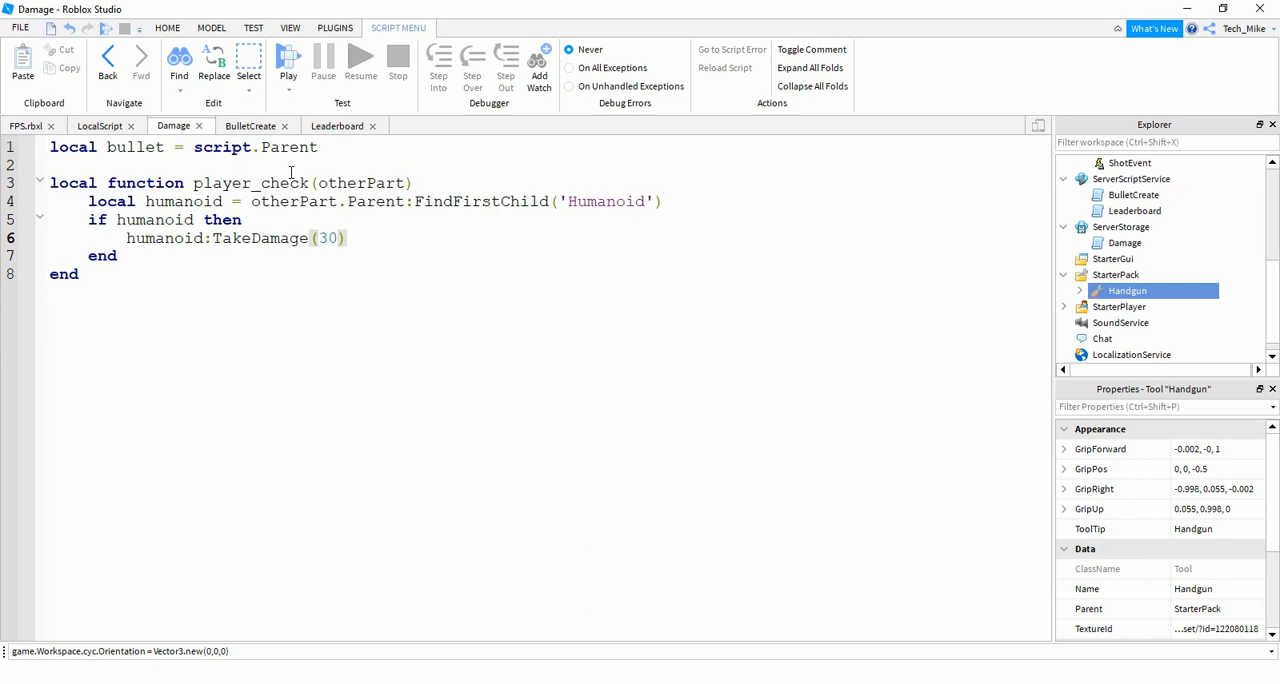 Damage - Roblox Studio
FILE HOME MODEL TEST VIEW PLUGINS SCRIPT MENU What's New Tech_Mike
Paste Cut Copy Back Fwd Find Replace Select Play Pause Resume Stop Step Into Step Over Step Out Add Watch
Never
On All Exceptions
On Unhandled Exceptions
Go to Script Error
Reload Script
Toggle Comment
Expand All Folds
Collapse All Folds
Clipboard Navigate Edit Test Debugger Debug Errors Actions
FPS.rbxl LocalScript Damage BulletCreate Leaderboard
1 local bullet = script.Parent
2
3 local function player_check(otherPart)
4 local humanoid = otherPart.Parent:FindFirstChild('Humanoid')
5 if humanoid then
6 humanoid:TakeDamage(30)
7 end
8 end
Explorer
Filter workspace (Ctrl+Shift+X)
ShotEvent
ServerScriptService
BulletCreate
Leaderboard
ServerStorage
Damage
StarterGui
StarterPack
Handgun
StarterPlayer
SoundService
Chat
LocalizationService
Properties - Tool "Handgun"
Filter Properties (Ctrl+Shift+P)
Appearance
GripForward -0.002, -0, 1
GripPos 0, 0, -0.5
GripRight -0.998, 0.055, -0.002
GripUp 0.055, 0.998, 0
ToolTip Handgun
Data
ClassName Tool
Name Handgun
Parent StarterPack
TextureId ...set/?id=122080118
game.Workspace.cyc.Orientation = Vector3.new(0,0,0)